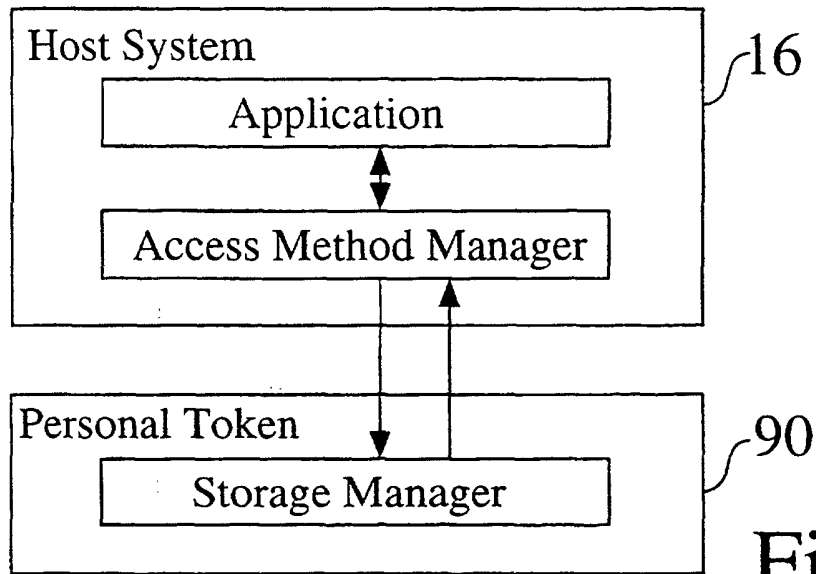 Host System
16
Application
Access Method Manager
Personal Token
90
Storage Manager